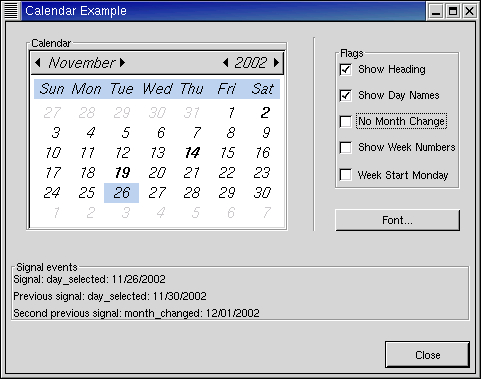 Calendar Example
Calendar
November 2002
Sun Mon Tue Wed Thu Fri Sat
27 28 29 30 31 1 2
3 4 5 6 7 8 9
10 11 12 13 14 15 16
17 18 19 20 21 22 23
24 25 26 27 28 29 30
1 2 3 4 5 6 7
Flags
Show Heading
Show Day Names
No Month Change
Show Week Numbers
Week Start Monday
Font...
Signal events
Signal: day_selected: 11/26/2002
Previous signal: day_selected: 11/30/2002
Second previous signal: month_changed: 12/01/2002
Close